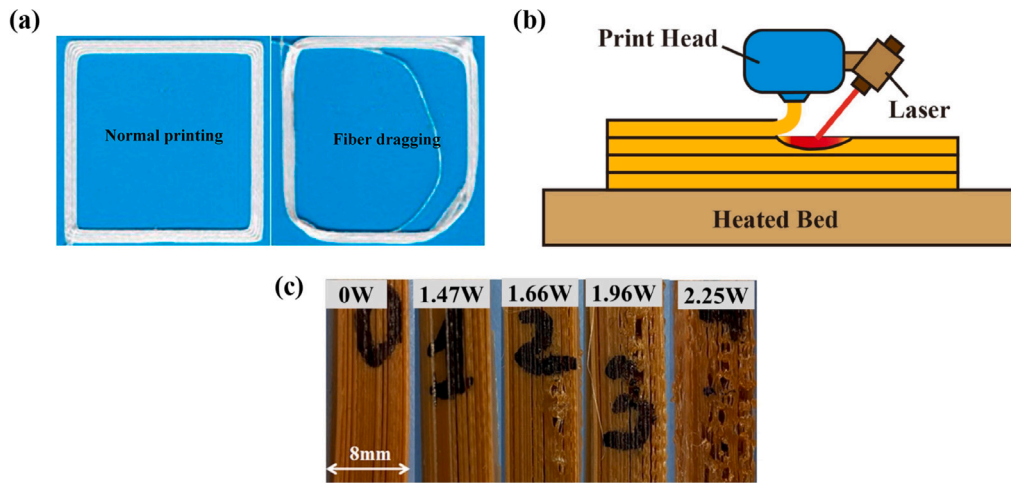 (a)
Normal printing
Fiber dragging
(b)
Print Head
Laser
Heated Bed
(c)
0W
1.47W
1.66W
1.96W
2.25W
0
1
2
3
8mm